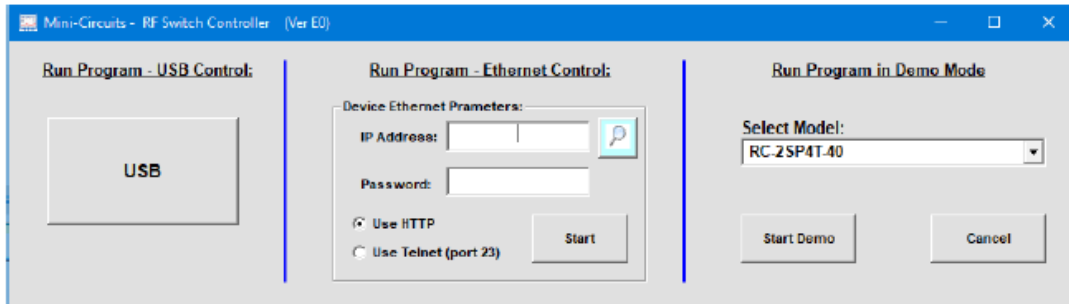 Mini-Circuits - RF Switch Controller (Ver E0)
Run Program - USB Control:
USB
Run Program - Ethernet Control:
Device Ethernet Prameters:
IP Address:
Password:
Use HTTP
Use Telnet (port 23)
Start
Run Program in Demo Mode
Select Model:
RC-2SP4T-40
Start Demo
Cancel